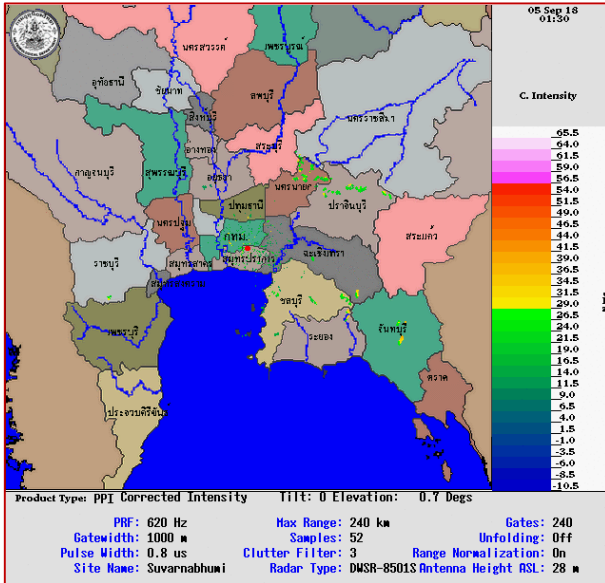 05 Sep 18
01:30
C. Intensity
65.5
64.0
61.5
59.0
56.5
54.0
51.5
49.0
46.5
44.0
41.5
39.0
36.5
34.0
31.5
29.0
26.5
24.0
21.5
19.0
16.5
14.0
11.5
9.0
6.5
4.0
1.5
-1.0
-3.5
-6.0
-8.5
-10.5
นครสวรรค์
เพชรบูรณ์
อุทัยธานี
ชัยนาท
ลพบุรี
สิงห์บุรี
นครราชสีมา
อ่างทอง
สระบุรี
กาญจนบุรี
สุพรรณบุรี
อยุธยา
นครนายก
ปราจีนบุรี
ปทุมธานี
นครปฐม
กทม.
สระแก้ว
ราชบุรี
สมุทรสาคร
สมุทรปราการ
ฉะเชิงเทรา
ชลบุรี
เพชรบุรี
ระยอง
จันทบุรี
ตราด
ประจวบคีรีขันธ์
Product Type: PPI Corrected Intensity Tilt: 0 Elevation: 0.7 Degs
PRF: 620 Hz Max Range: 240 km Gates: 240
Gatewidth: 1000 m Samples: 52 Unfolding: Off
Pulse Width: 0.8 us Clutter Filter: 3 Range Normalization: On
Site Name: Suvarnabhumi Radar Type: DWSR-8501S Antenna Height ASL: 28 m